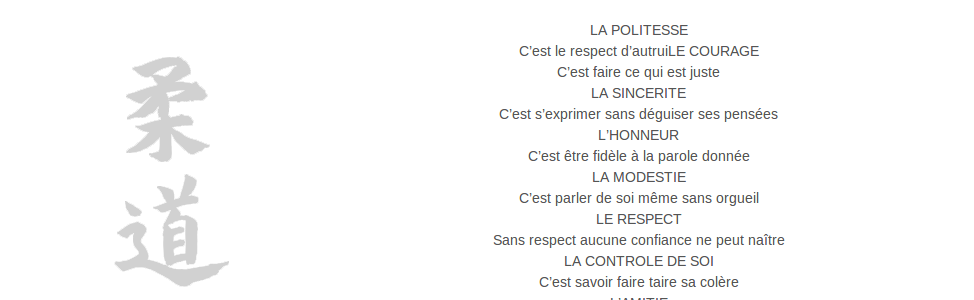 柔道
LA POLITESSE
C’est le respect d’autruiLE COURAGE
C’est faire ce qui est juste
LA SINCERITE
C’est s’exprimer sans déguiser ses pensées
L’HONNEUR
C’est être fidèle à la parole donnée
LA MODESTIE
C’est parler de soi même sans orgueil
LE RESPECT
Sans respect aucune confiance ne peut naître
LA CONTROLE DE SOI
C’est savoir faire taire sa colère
L’AMITIE